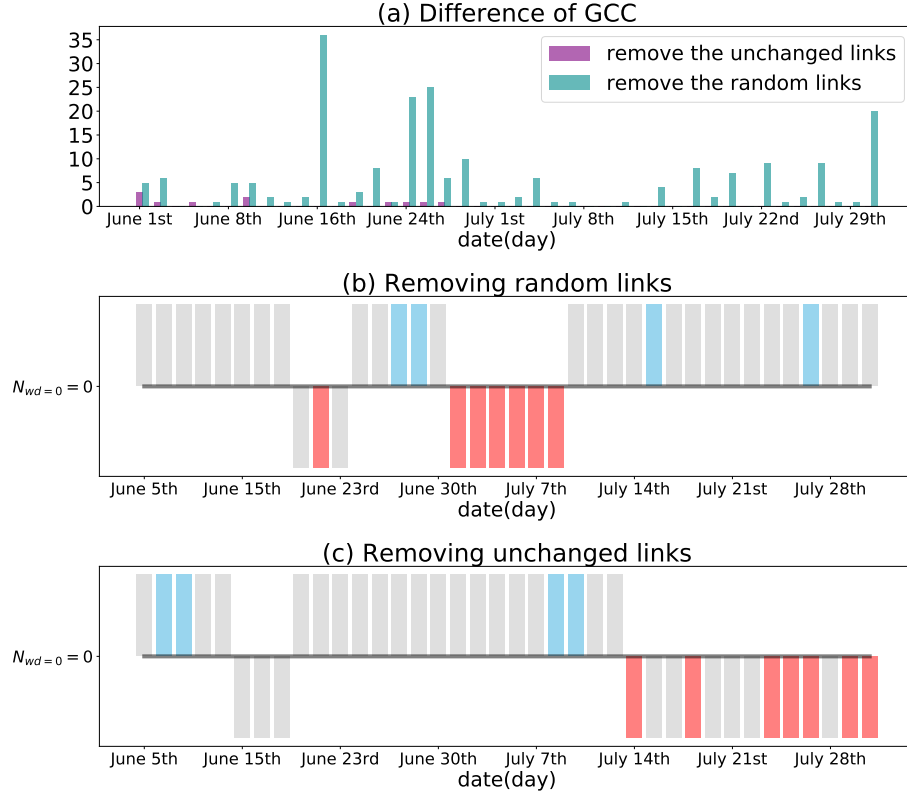 (a) Difference of GCC
35
30
25
20
15
10
5
0
remove the unchanged links
remove the random links
June 1st June 8th June 16th June 24th July 1st July 8th July 15th July 22nd July 29th
date(day)
(b) Removing random links
N_{wd=0} = 0
June 5th June 15th June 23rd June 30th July 7th July 14th July 21st July 28th
date(day)
(c) Removing unchanged links
N_{wd=0} = 0
June 5th June 15th June 23rd June 30th July 7th July 14th July 21st July 28th
date(day)